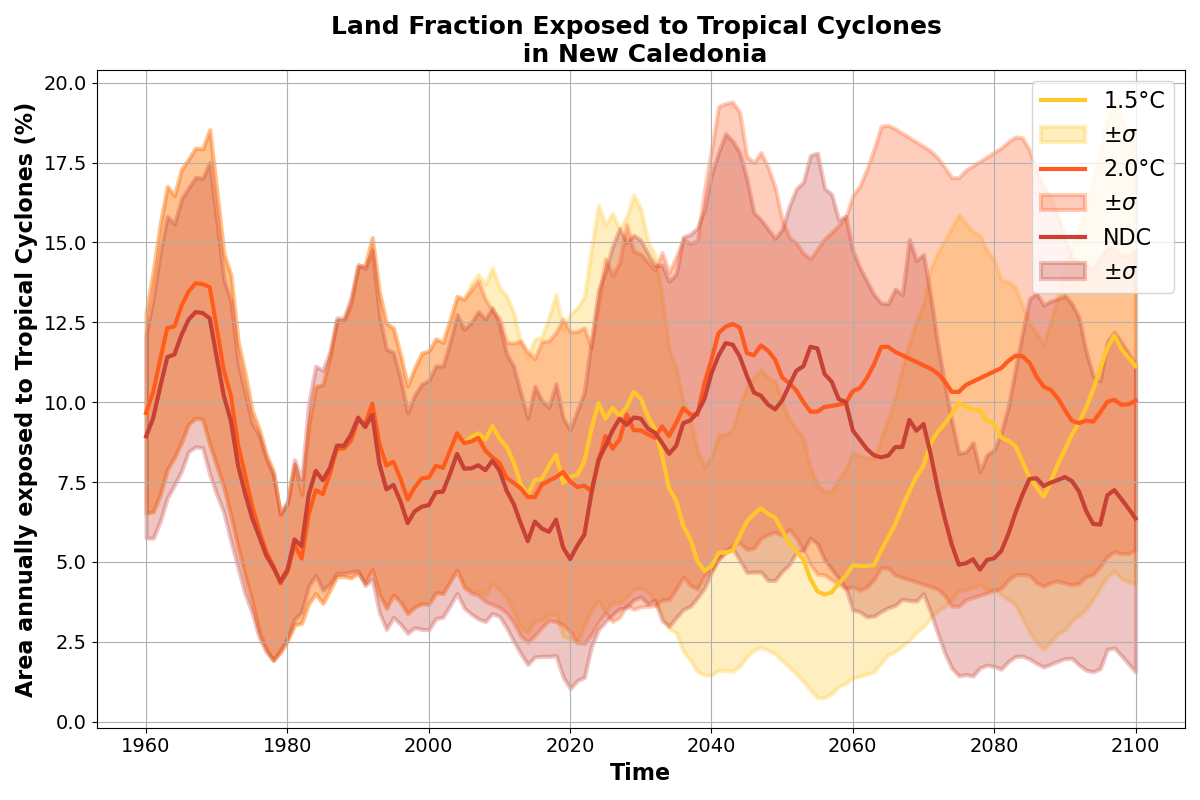 Land Fraction Exposed to Tropical Cyclones
in New Caledonia
Area annually exposed to Tropical Cyclones (%)
20.0
17.5
15.0
12.5
10.0
7.5
5.0
2.5
0.0
1.5°C
±σ
2.0°C
±σ
NDC
±σ
1960
1980
2000
2020
2040
2060
2080
2100
Time